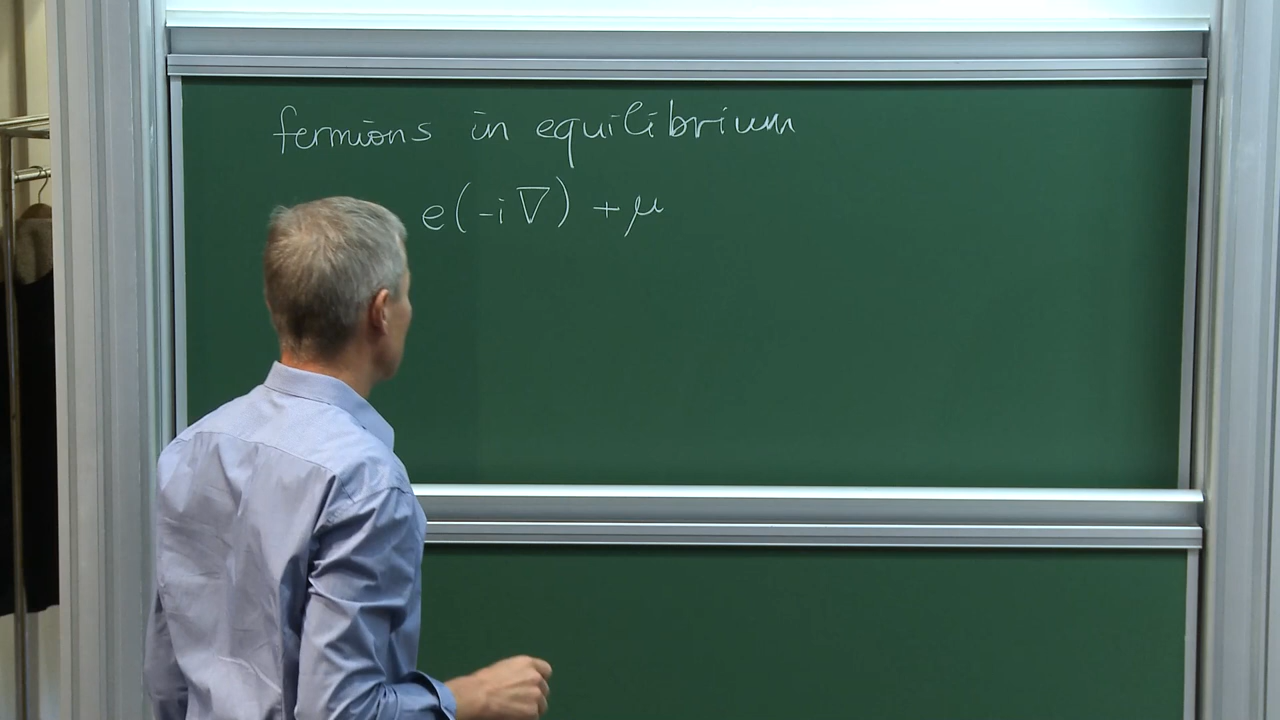 fermions in equilibrium
e(-i∇) + μ